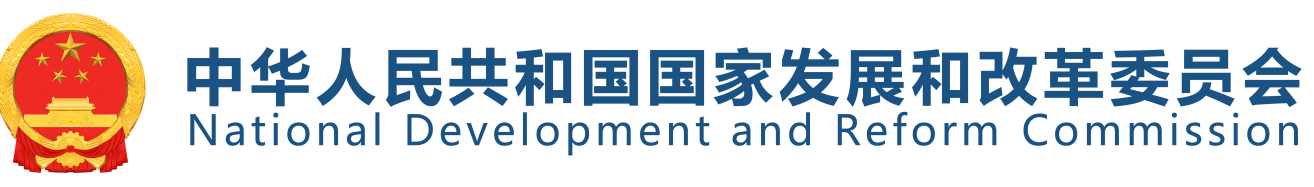 中华人民共和国国家发展和改革委员会
National Development and Reform Commission